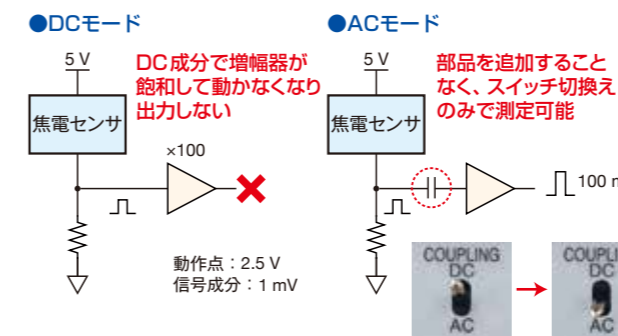 ●DCモード
5 V
DC成分で増幅器が
飽和して動かなくなり
出力しない
焦電センサ
×100
動作点：2.5 V
信号成分：1 mV
●ACモード
5 V
部品を追加すること
なく、スイッチ切換え
のみで測定可能
焦電センサ
100
COUPLING
DC
AC
DC
AC